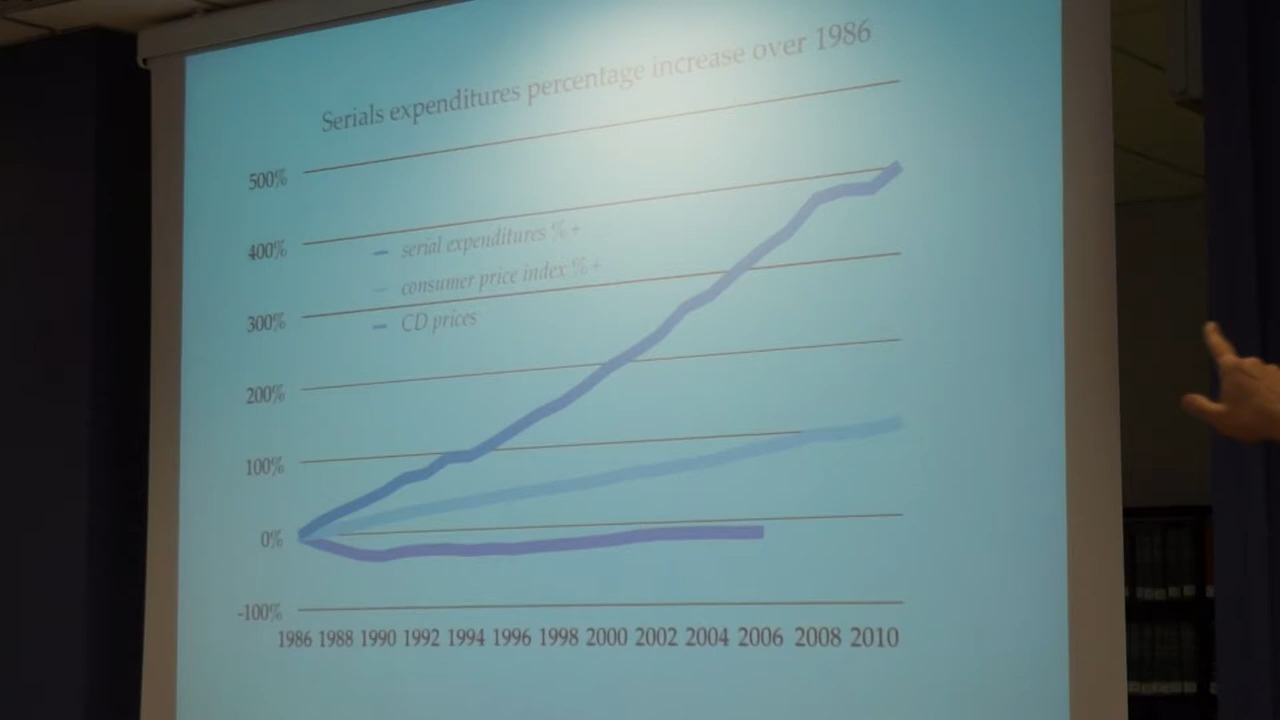 Serials expenditures percentage increase over 1986
500%
400%
serial expenditures % +
consumer price index % +
300%
CD prices
200%
100%
0%
-100%
1986 1988 1990 1992 1994 1996 1998 2000 2002 2004 2006 2008 2010